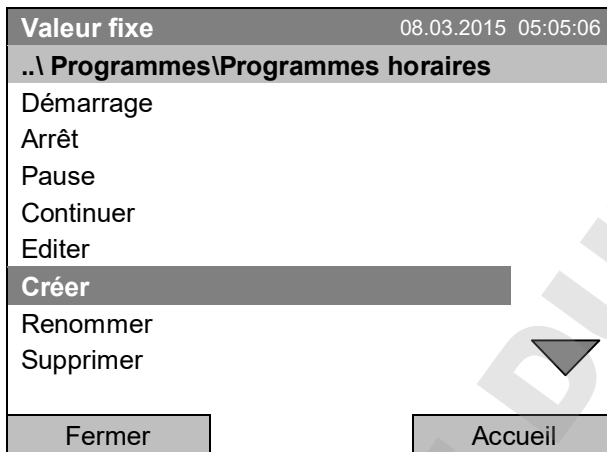 Valeur fixe 08.03.2015 05:05:06
..\ Programmes\Programmes horaires
Démarrage
Arrêt
Pause
Continuer
Editer
Créer
Renommer
Supprimer
Fermer Accueil